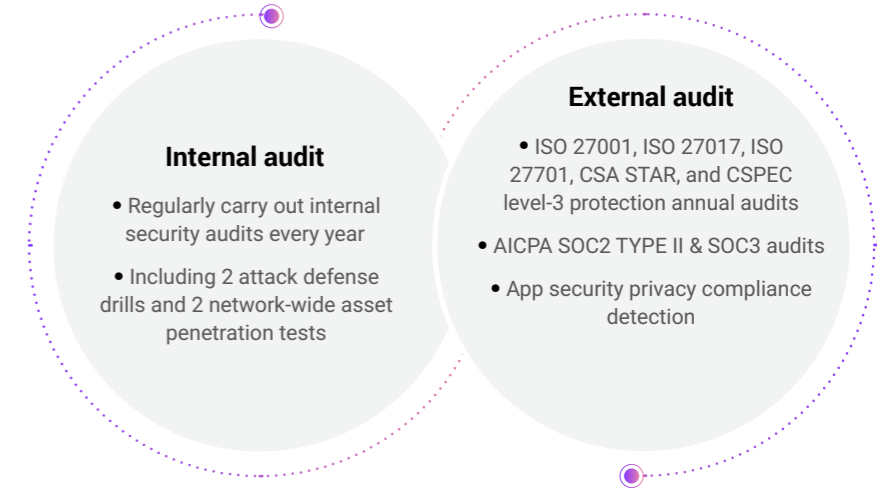 Internal audit
• Regularly carry out internal
security audits every year
• Including 2 attack defense
drills and 2 network-wide asset
penetration tests
External audit
• ISO 27001, ISO 27017, ISO
27701, CSA STAR, and CSPEC
level-3 protection annual audits
• AICPA SOC2 TYPE II & SOC3 audits
• App security privacy compliance
detection